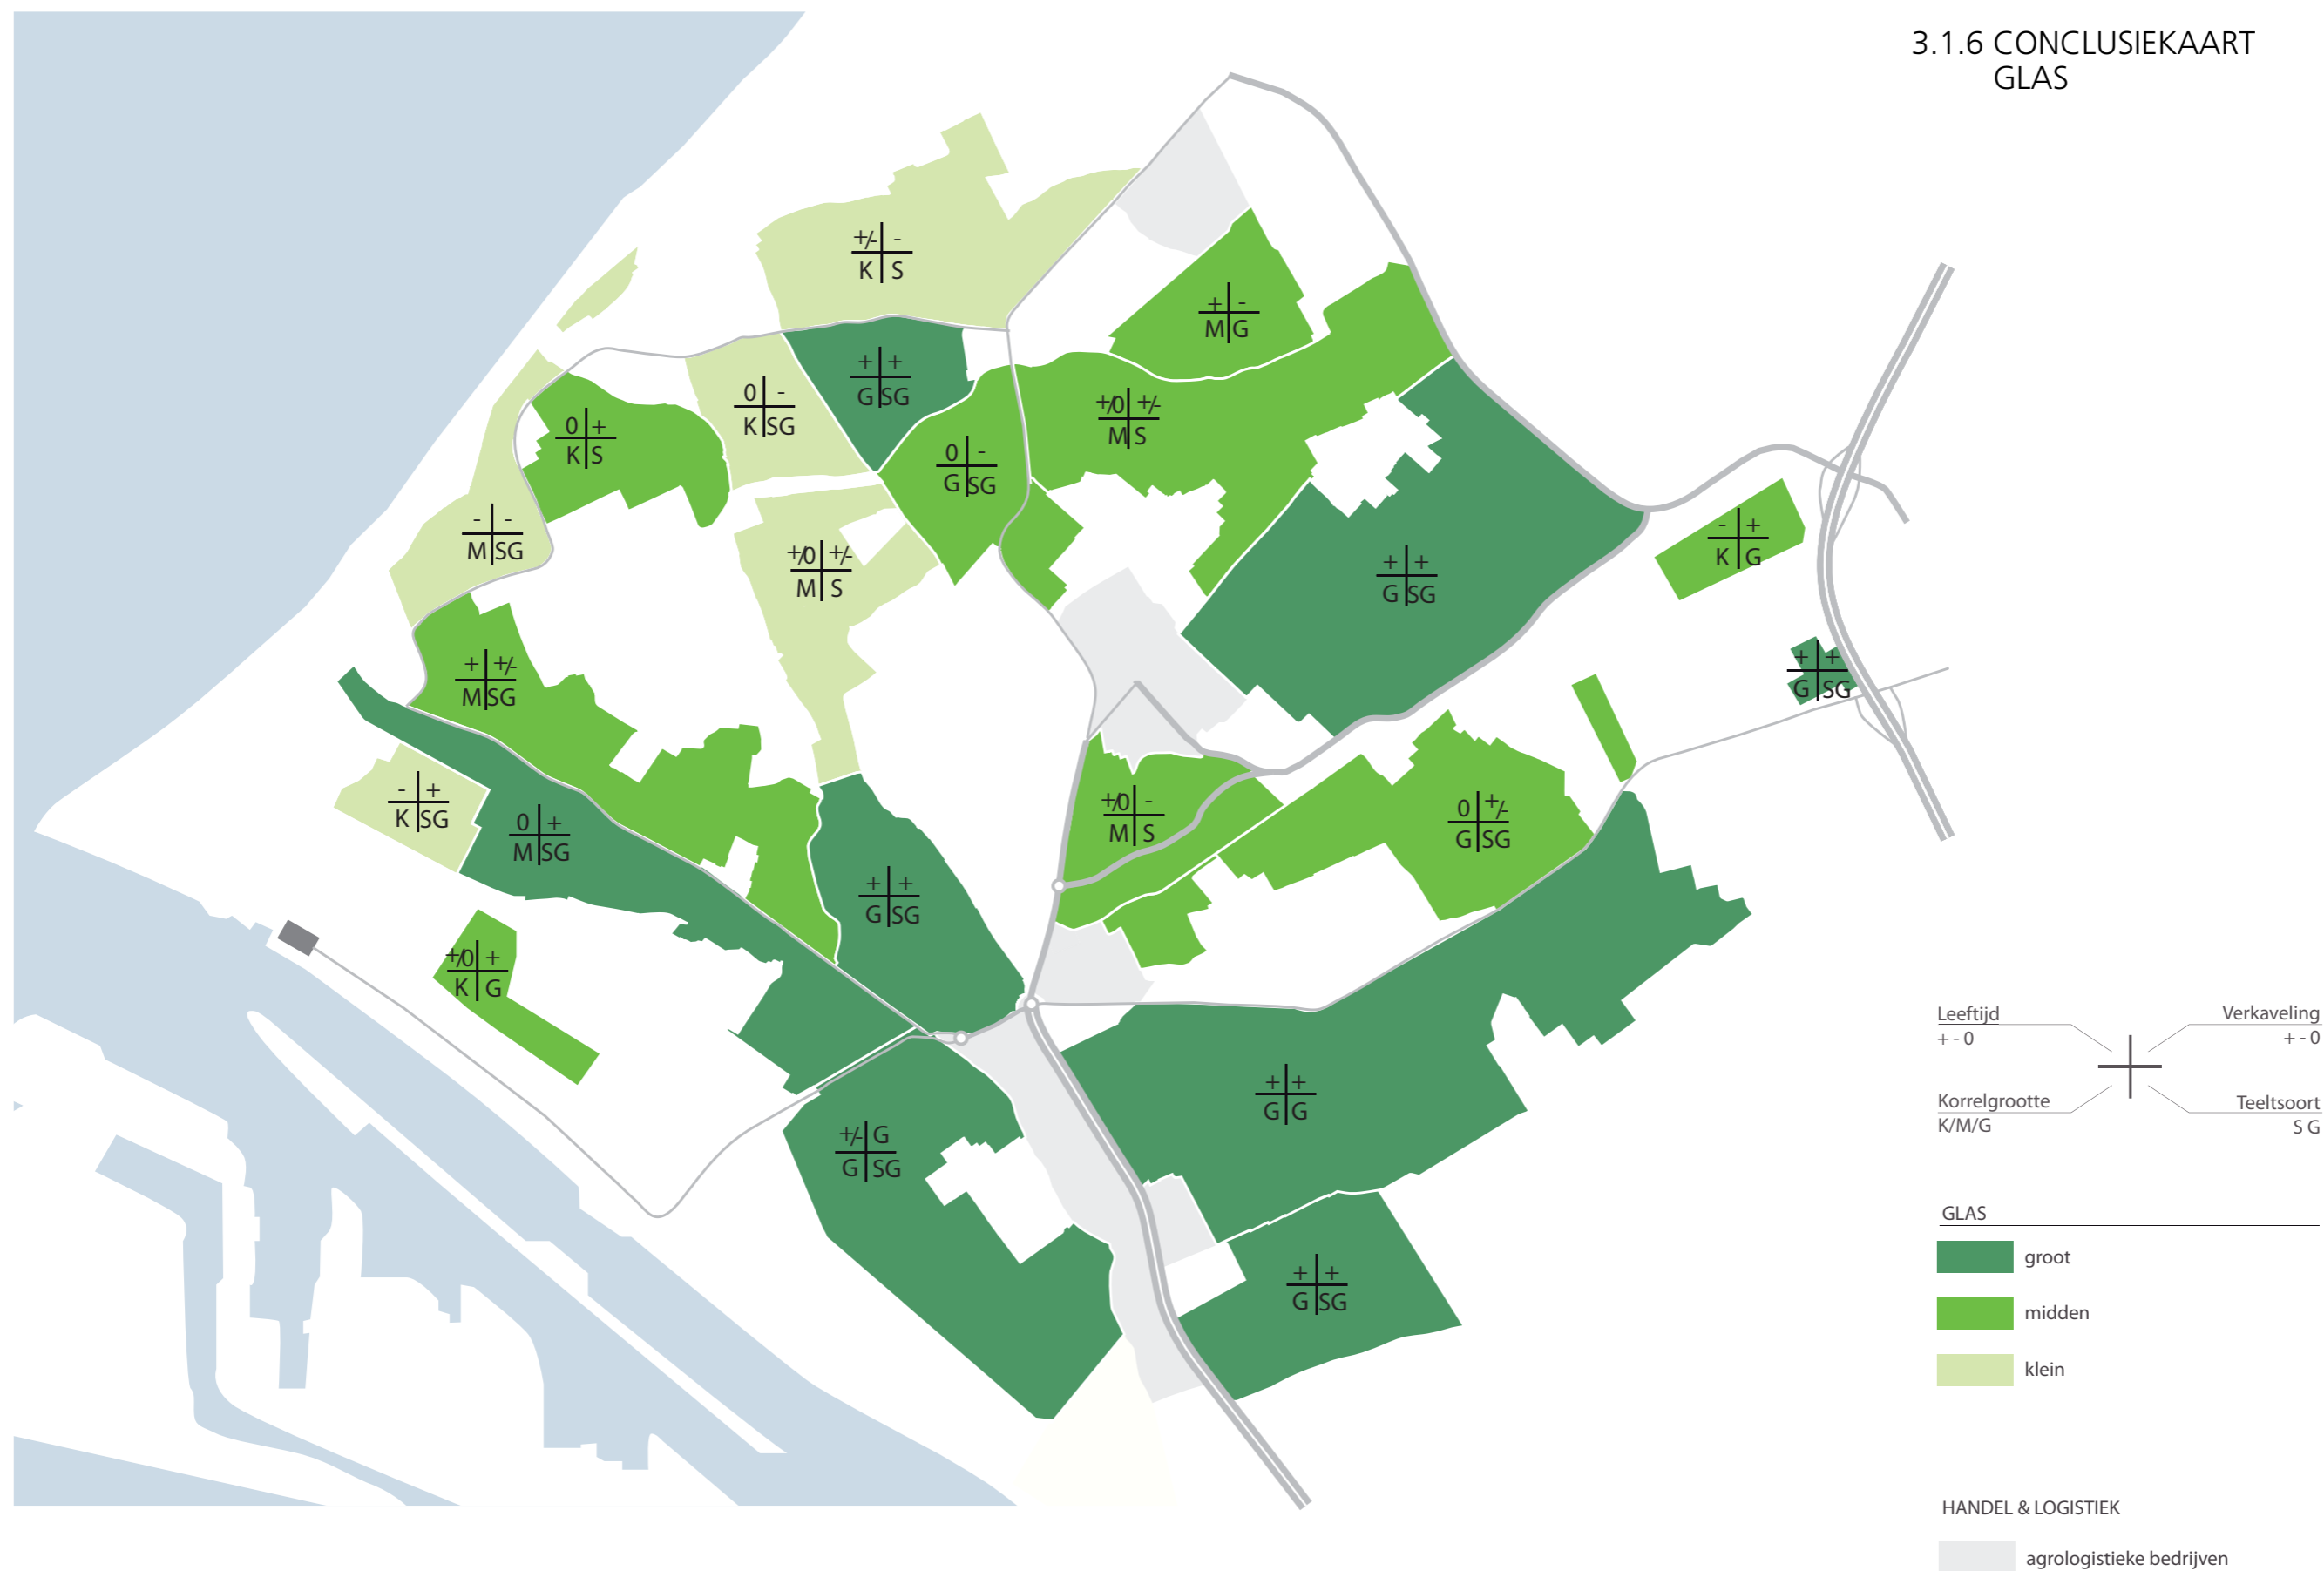 3.1.6 CONCLUSIEKAART
GLAS
+/- -
K S
+ -
M G
+ +
G SG
0 -
K SG
+/0 +/-
M S
0 +
K S
0 -
G SG
- -
M SG
- +
K G
+/0 +/-
M S
+ +
G SG
+ +
G SG
+ +/-
M SG
- +
K SG
+/0 -
M S
0 +/-
G SG
0 +
M SG
+ +
G SG
+/0 +
K G
+ +
G G
+/- G
G SG
+ +
G SG
Leeftijd
+ - 0
Verkaveling
+ - 0
Korrelgrootte
K/M/G
Teeltsoort
S G
GLAS
groot
midden
klein
HANDEL & LOGISTIEK
agrologistieke bedrijven